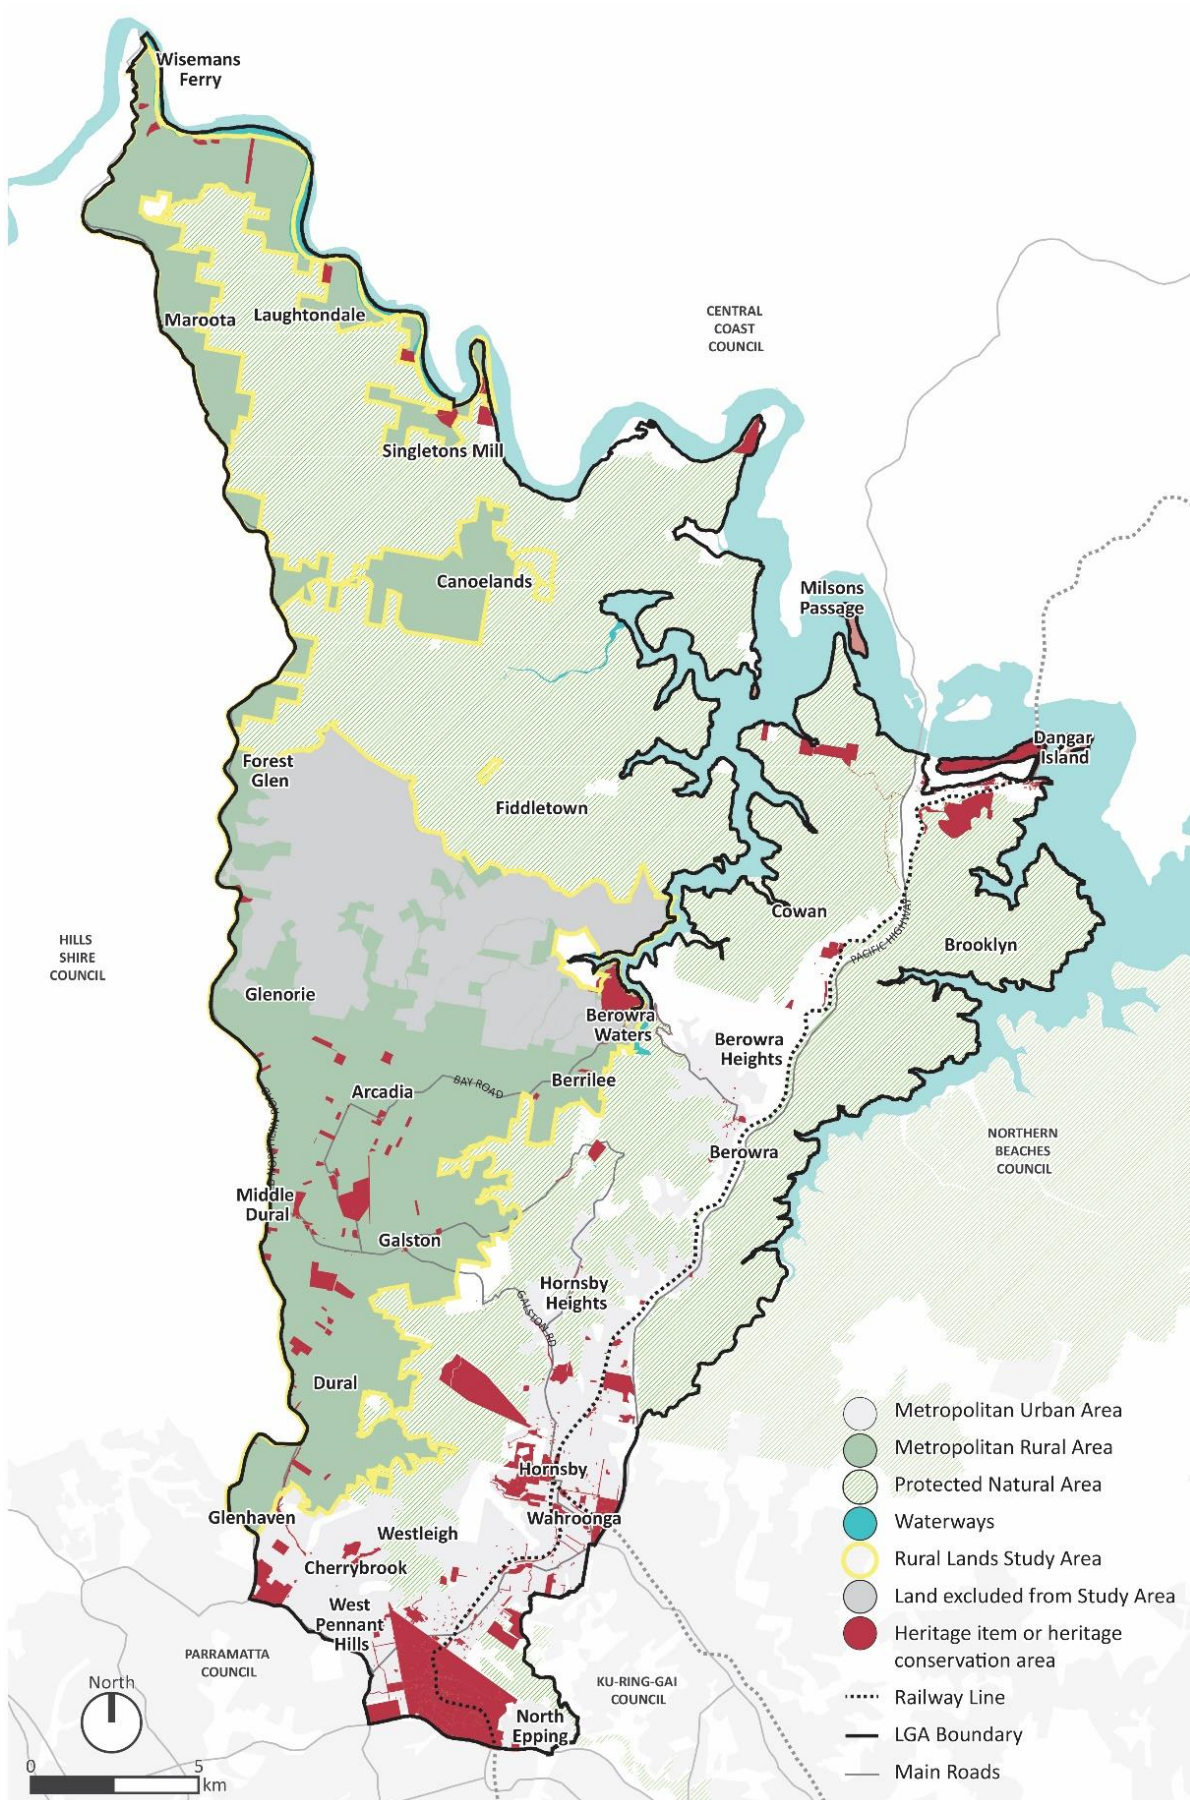 Wisemans
Ferry
Maroota
Laughtondale
CENTRAL
COAST
COUNCIL
Singletons Mill
Canoelands
Milsons
Passage
Dangar
Island
Forest
Glen
Fiddletown
Cowan
PACIFIC HIGHWAY
Brooklyn
HILLS
SHIRE
COUNCIL
Glenorie
Berowra
Waters
Berowra
Heights
Berrilee
BAY ROAD
Arcadia
OLD NORTHERN ROAD
NORTHERN
BEACHES
COUNCIL
Berowra
Middle
Dural
Galston
Hornsby
Heights
GALSTON RD
Dural
Hornsby
Glenhaven
Westleigh
Wahroonga
Cherrybrook
West
Pennant
Hills
PARRAMATTA
COUNCIL
KU-RING-GAI
COUNCIL
North
Epping
Metropolitan Urban Area
Metropolitan Rural Area
Protected Natural Area
Waterways
Rural Lands Study Area
Land excluded from Study Area
Heritage item or heritage
conservation area
Railway Line
LGA Boundary
Main Roads
North
0 5
km